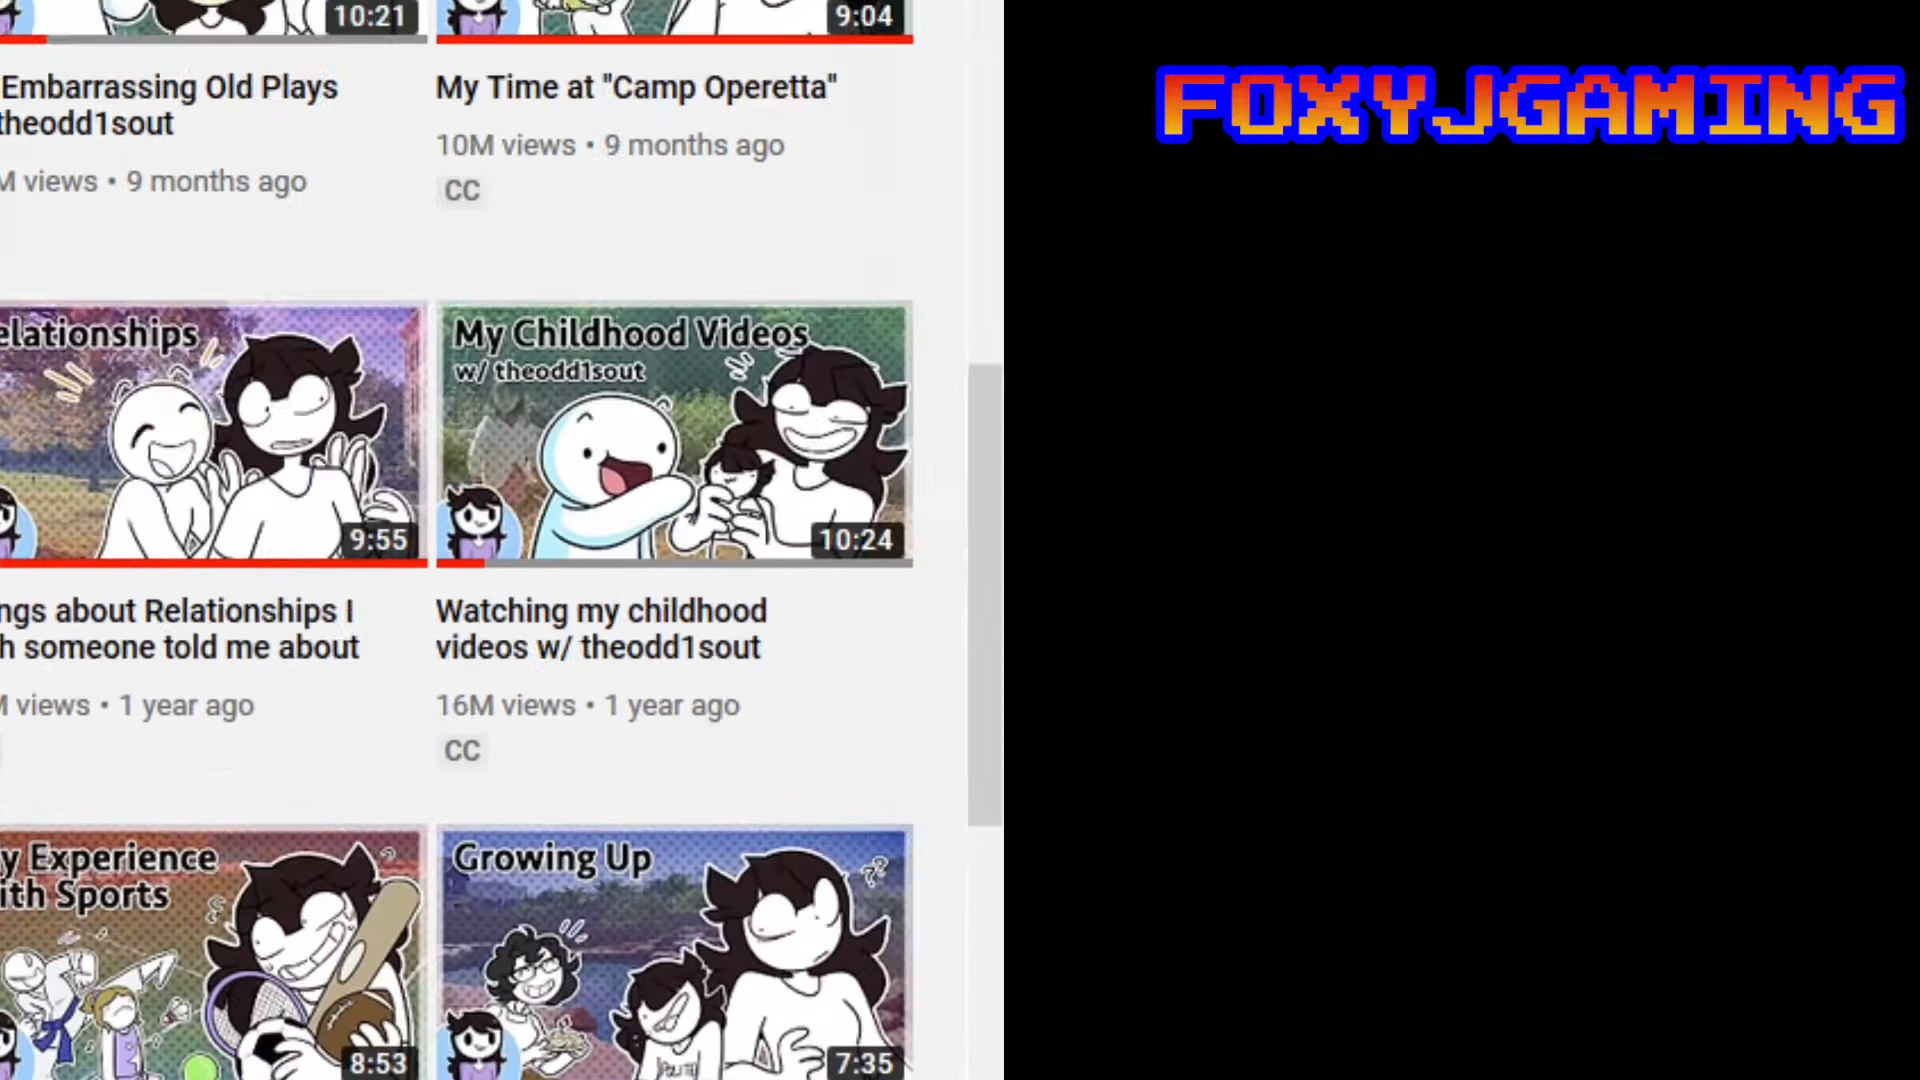 10:21
9:04
Embarrassing Old Plays
theodd1sout
My Time at "Camp Operetta"
M views • 9 months ago
10M views • 9 months ago
CC
elationships
9:55
My Childhood Videos
w/ theodd1sout
10:24
ngs about Relationships I
h someone told me about
Watching my childhood
videos w/ theodd1sout
views • 1 year ago
16M views • 1 year ago
CC
y Experience
ith Sports
8:53
Growing Up
POLITE
7:35
FOXYJGAMING